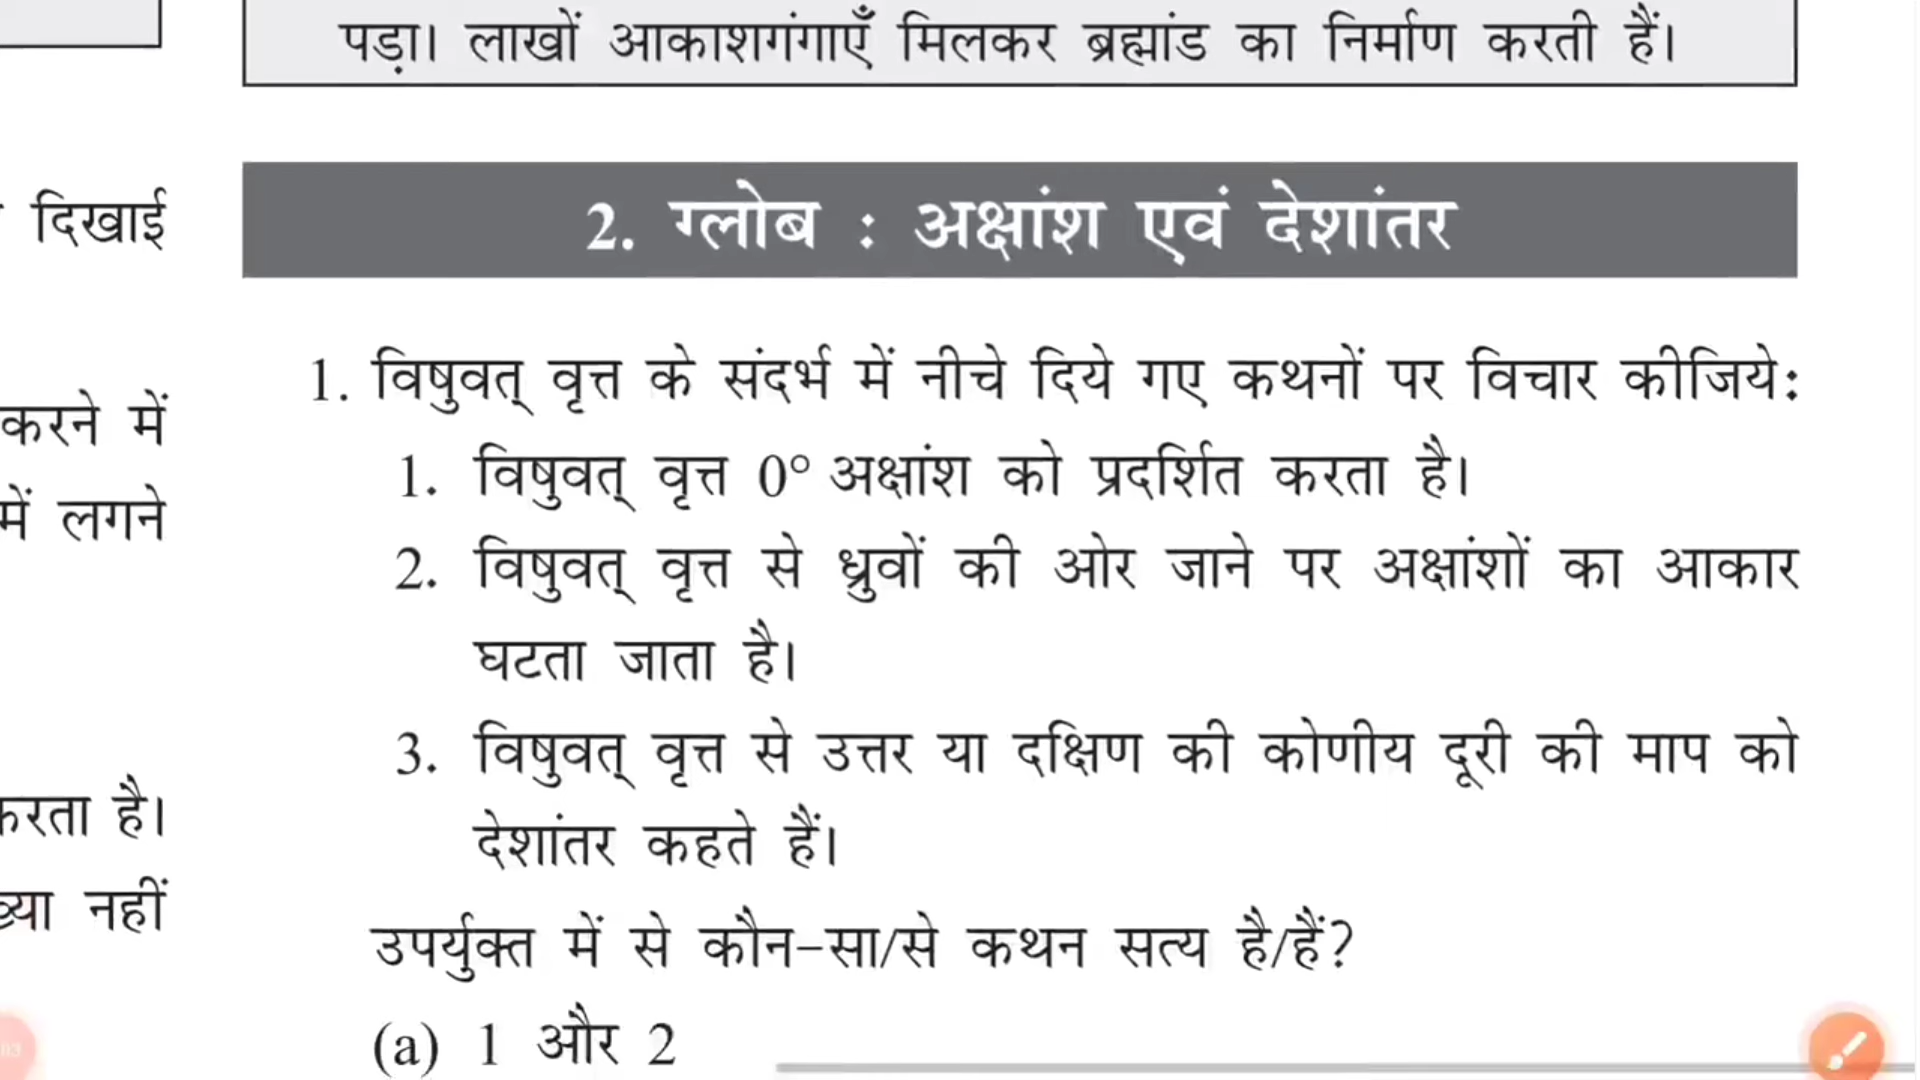 पड़ा। लाखों आकाशगंगाएँ मिलकर ब्रह्मांड का निर्माण करती हैं।
दिखाई
2. ग्लोब : अक्षांश एवं देशांतर
1. विषुवत् वृत्त के संदर्भ में नीचे दिये गए कथनों पर विचार कीजिये:
करने में
1. विषुवत् वृत्त 0° अक्षांश को प्रदर्शित करता है।
में लगने
2. विषुवत् वृत्त से ध्रुवों की ओर जाने पर अक्षांशों का आकार
घटता जाता है।
3. विषुवत् वृत्त से उत्तर या दक्षिण की कोणीय दूरी की माप को
करता है।
देशांतर कहते हैं।
नहीं
उपर्युक्त में से कौन-सा/से कथन सत्य है/हैं?
(a) 1 और 2